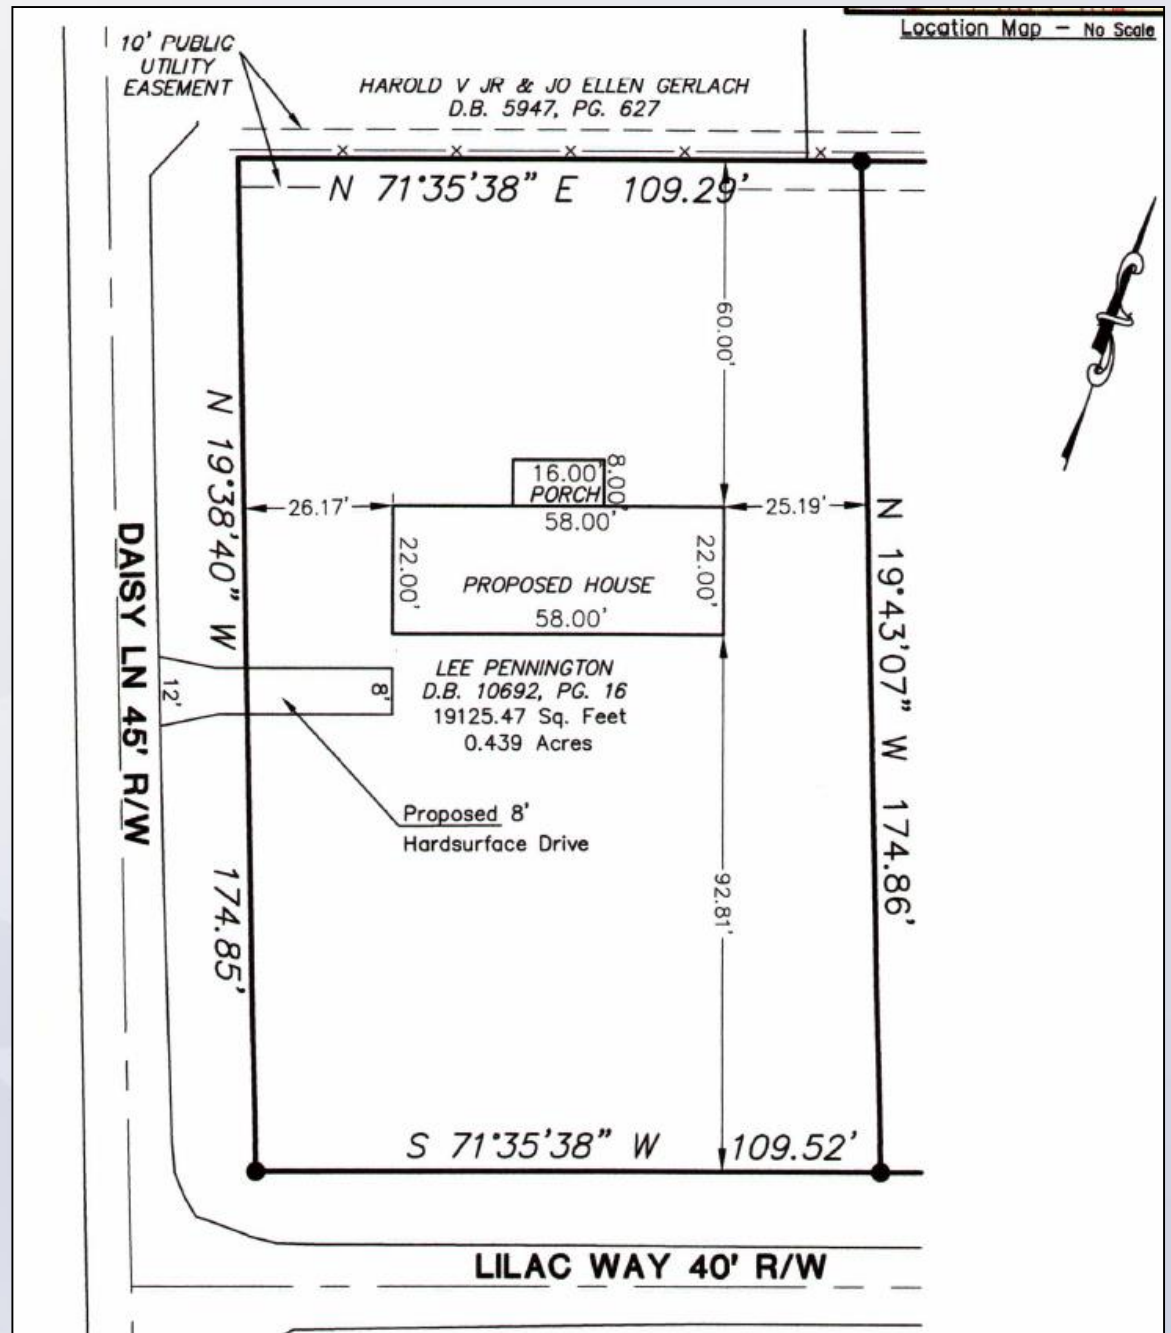 Location Map - No Scale
10' PUBLIC
UTILITY
EASEMENT
HAROLD V JR & JO ELLEN GERLACH
D.B. 5947, PG. 627
N 71°35'38" E 109.29'
60.00'
N 19°38'40" W 174.85'
16.00'
8.00'
PORCH
26.17'
58.00'
25.19'
22.00'
22.00'
PROPOSED HOUSE
58.00'
N 19°43'07" W 174.86'
DAISY LN 45' R/W
12'
8'
LEE PENNINGTON
D.B. 10692, PG. 16
19125.47 Sq. Feet
0.439 Acres
Proposed 8'
Hardsurface Drive
92.81'
S 71°35'38" W 109.52'
LILAC WAY 40' R/W